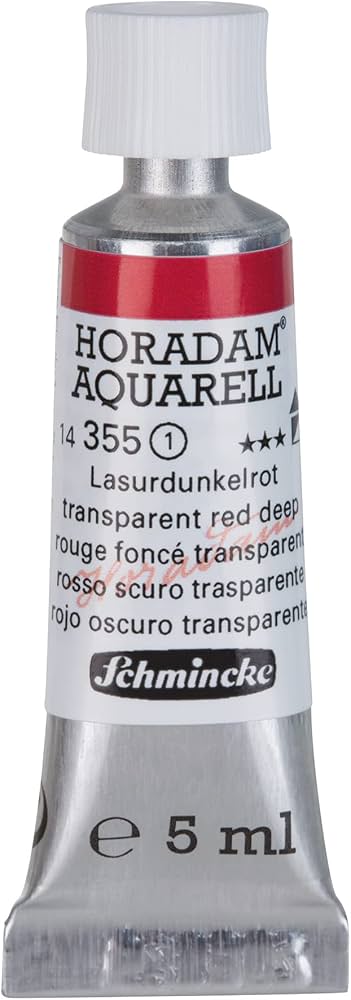 HORADAM®
AQUARELL
14 355 1 ★★★
Lasurdunkelrot
transparent red deep
rouge foncé transparent
rosso scuro trasparente
rojo oscuro transparente
Horadam
Schmincke
e 5 ml